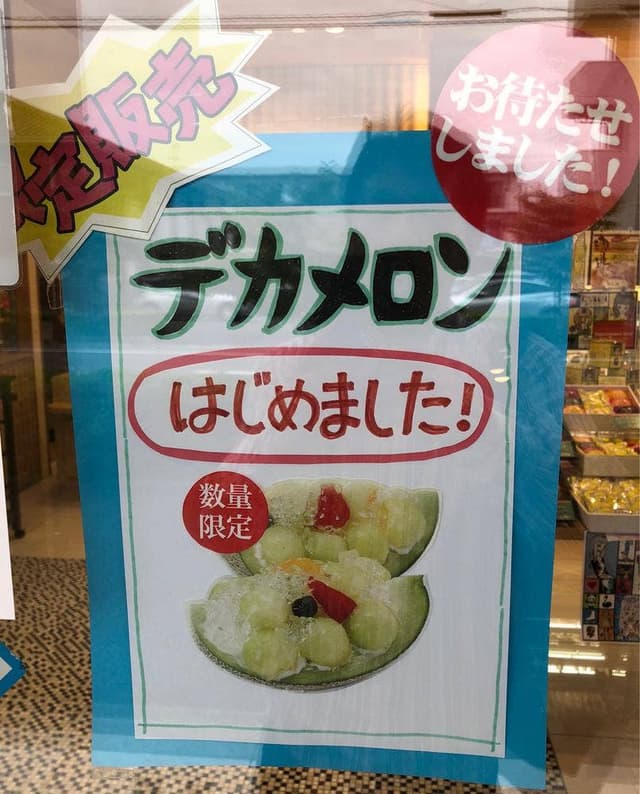 定販売
お待たせ
しました!
デカメロン
はじめました!
数量
限定